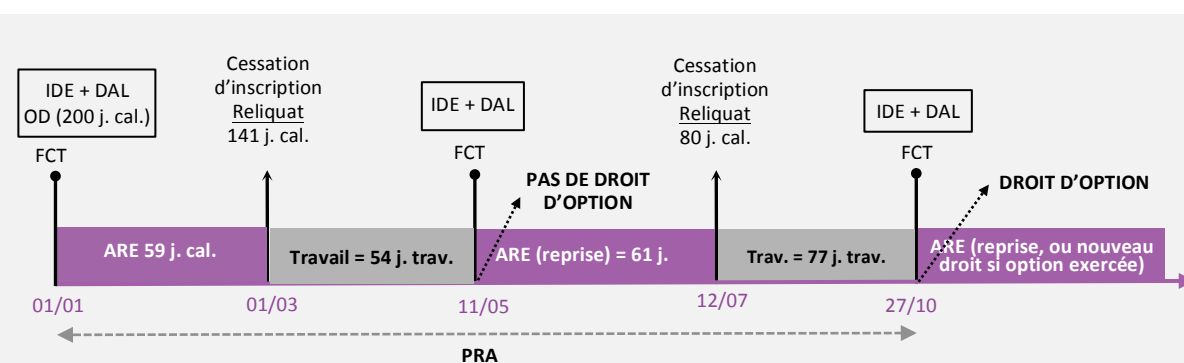 IDE + DAL
OD (200 j. cal.)
FCT
Cessation
d'inscription
Reliquat
141 j. cal.
IDE + DAL
FCT
PAS DE DROIT
D'OPTION
Cessation
d'inscription
Reliquat
80 j. cal.
IDE + DAL
FCT
DROIT D'OPTION
ARE 59 j. cal.
Travail = 54 j. trav.
ARE (reprise) = 61 j.
Trav. = 77 j. trav.
ARE (reprise, ou nouveau
droit si option exercée)
01/01
01/03
11/05
12/07
27/10
PRA